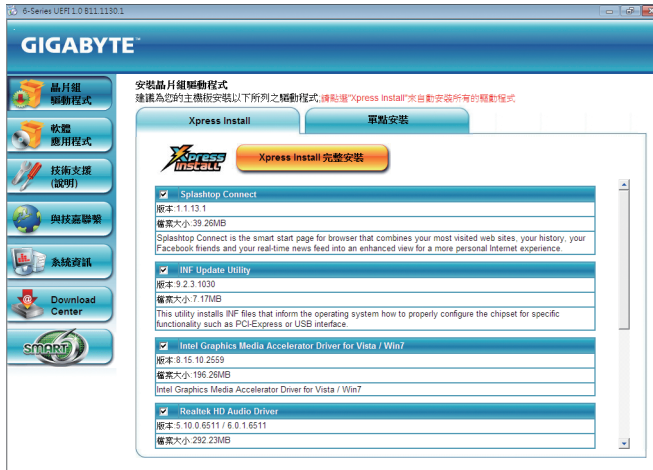 6-Series UEFI 1.0 B11.1130.1
GIGABYTE™
晶片組
驅動程式
軟體
應用程式
技術支援
(說明)
與技嘉聯繫
系統資訊
Download
Center
SMART6
安裝晶片組驅動程式
建議為您的主機板安裝以下所列之驅動程式;請點選"Xpress Install"來自動安裝所有的驅動程式
Xpress Install
單點安裝
Xpress
INSTALL
Xpress Install 完整安裝
Splashtop Connect
版本:1.1.13.1
檔案大小:39.26MB
Splashtop Connect is the smart start page for browser that combines your most visited web sites, your history, your
Facebook friends and your real-time news feed into an enhanced view for a more personal Internet experience.
INF Update Utility
版本:9.2.3.1030
檔案大小:7.17MB
This utility installs INF files that inform the operating system how to properly configure the chipset for specific
functionality such as PCI-Express or USB interface.
Intel Graphics Media Accelerator Driver for Vista / Win7
版本:8.15.10.2559
檔案大小:196.26MB
Intel Graphics Media Accelerator Driver for Vista / Win7
Realtek HD Audio Driver
版本:5.10.0.6511 / 6.0.1.6511
檔案大小:292.23MB